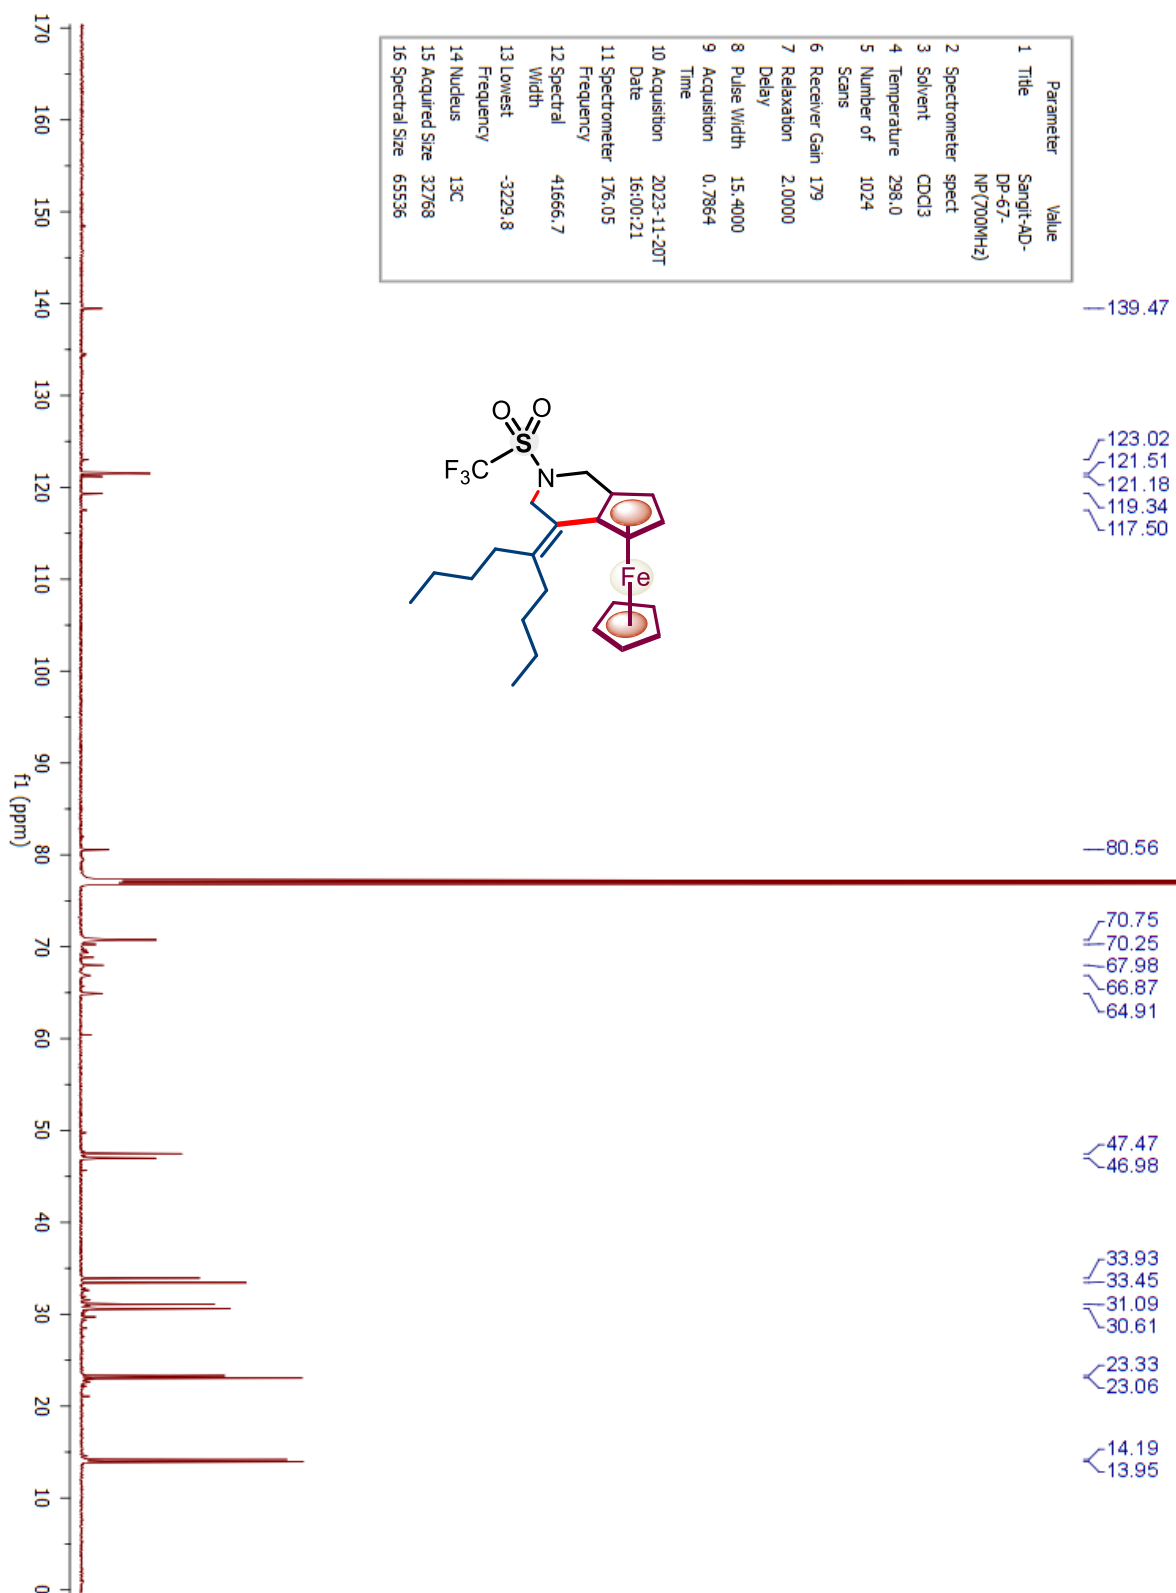 Parameter Value
1 Title Sangit-AD-
DP-67-
NP(700MHz)
2 Spectrometer spect
3 Solvent CDCl3
4 Temperature 298.0
5 Number of 1024
Scans
6 Receiver Gain 179
7 Relaxation 2.0000
Delay
8 Pulse Width 15.4000
9 Acquisition 0.7864
Time
10 Acquisition 2023-11-20T
Date 16:00:21
11 Spectrometer 176.05
Frequency
12 Spectral 41666.7
Width
13 Lowest -3229.8
Frequency
14 Nucleus 13C
15 Acquired Size 32768
16 Spectral Size 65536
139.47
123.02
121.51
121.18
119.34
117.50
80.56
70.75
70.25
67.98
66.87
64.91
47.47
46.98
33.93
33.45
31.09
30.61
23.33
23.06
14.19
13.95
O O
S
F3C
N
Fe
170 160 150 140 130 120 110 100 90 80 70 60 50 40 30 20 10 0
f1 (ppm)